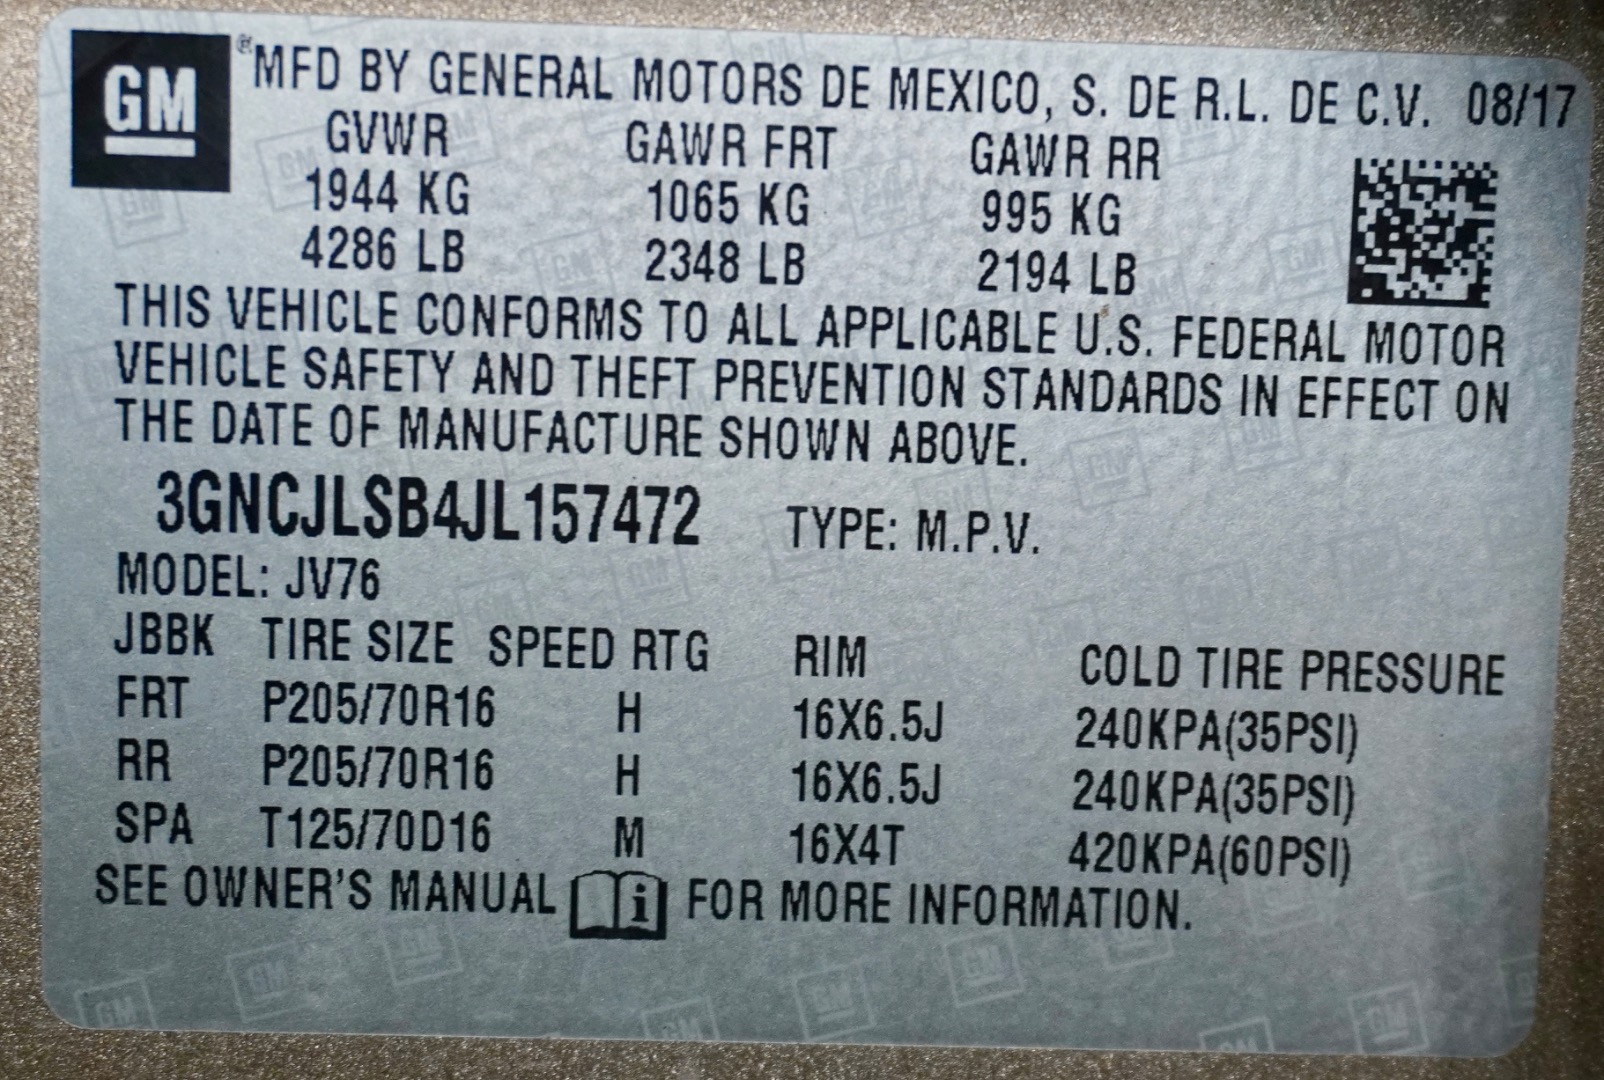 GM ® MFD BY GENERAL MOTORS DE MEXICO, S. DE R.L. DE C.V. 08/17
GVWR GAWR FRT GAWR RR
1944 KG 1065 KG 995 KG
4286 LB 2348 LB 2194 LB
THIS VEHICLE CONFORMS TO ALL APPLICABLE U.S. FEDERAL MOTOR
VEHICLE SAFETY AND THEFT PREVENTION STANDARDS IN EFFECT ON
THE DATE OF MANUFACTURE SHOWN ABOVE.
3GNCJLSB4JL157472 TYPE: M.P.V.
MODEL: JV76
JBBK TIRE SIZE SPEED RTG RIM COLD TIRE PRESSURE
FRT P205/70R16 H 16X6.5J 240KPA(35PSI)
RR P205/70R16 H 16X6.5J 240KPA(35PSI)
SPA T125/70D16 M 16X4T 420KPA(60PSI)
SEE OWNER'S MANUAL i FOR MORE INFORMATION.